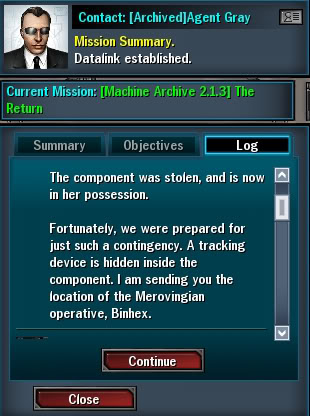 Contact: [Archived]Agent Gray
Mission Summary.
Datalink established.
Current Mission: [Machine Archive 2.1.3] The
Return
Summary
Objectives
Log
The component was stolen, and is now
in her possession.
Fortunately, we were prepared for
just such a contingency. A tracking
device is hidden inside the
component. I am sending you the
location of the Merovingian
operative, Binhex.
Continue
Close